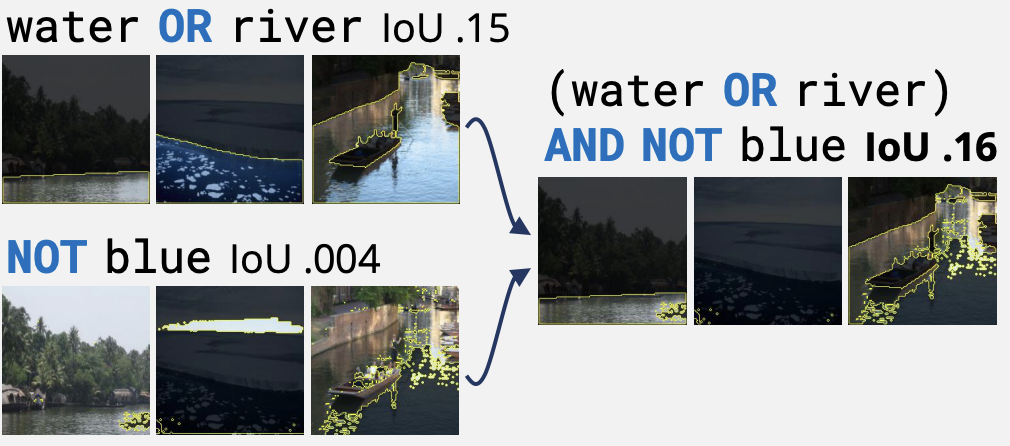 water OR river IoU .15
NOT blue IoU .004
(water OR river)
AND NOT blue IoU .16